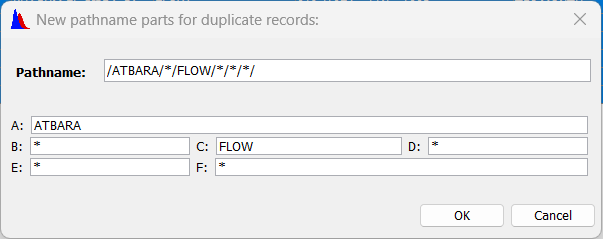 New pathname parts for duplicate records:
Pathname: /ATBARA/*/FLOW/*/*/*/
A: ATBARA
B: * C: FLOW D: *
E: * F: *
OK Cancel